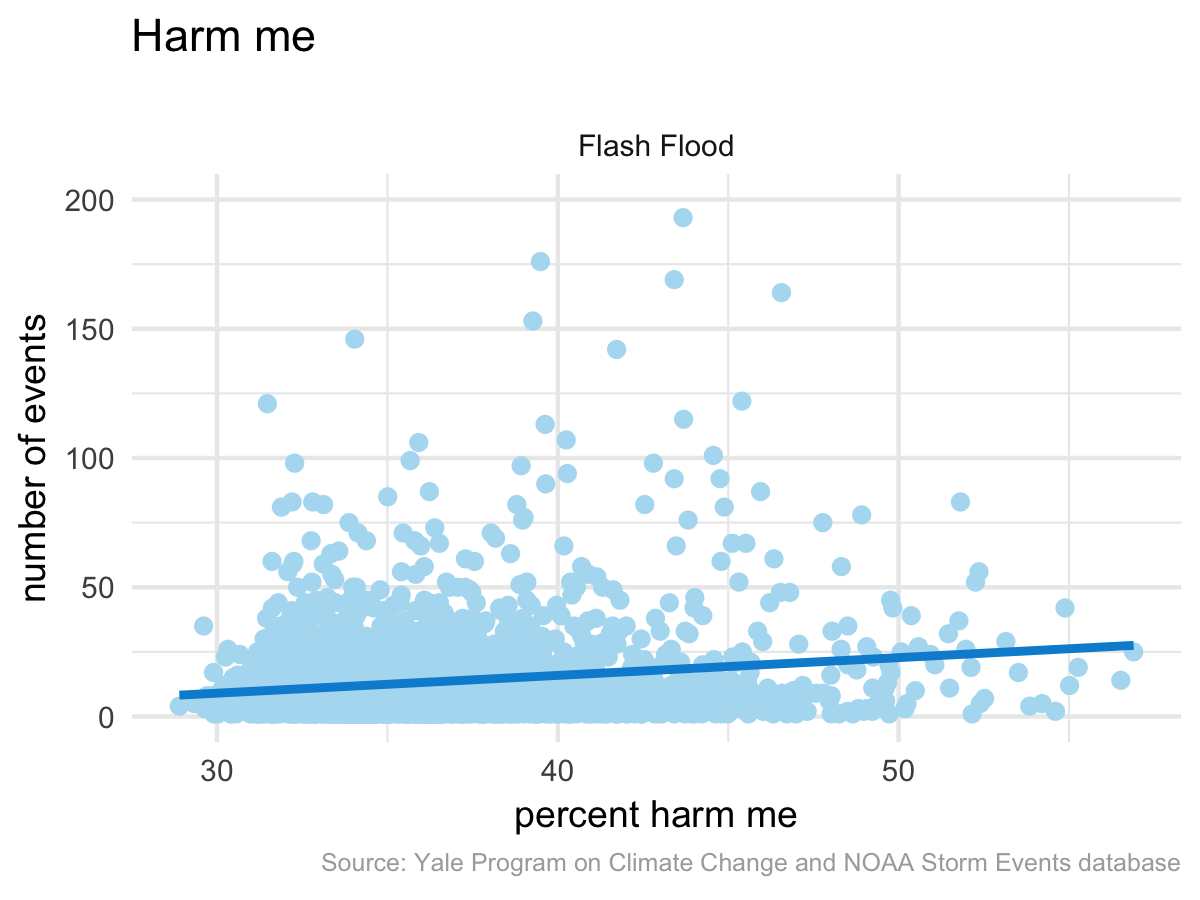 Harm me
Flash Flood
200
150
100
50
0
number of events
30 40 50
percent harm me
Source: Yale Program on Climate Change and NOAA Storm Events database